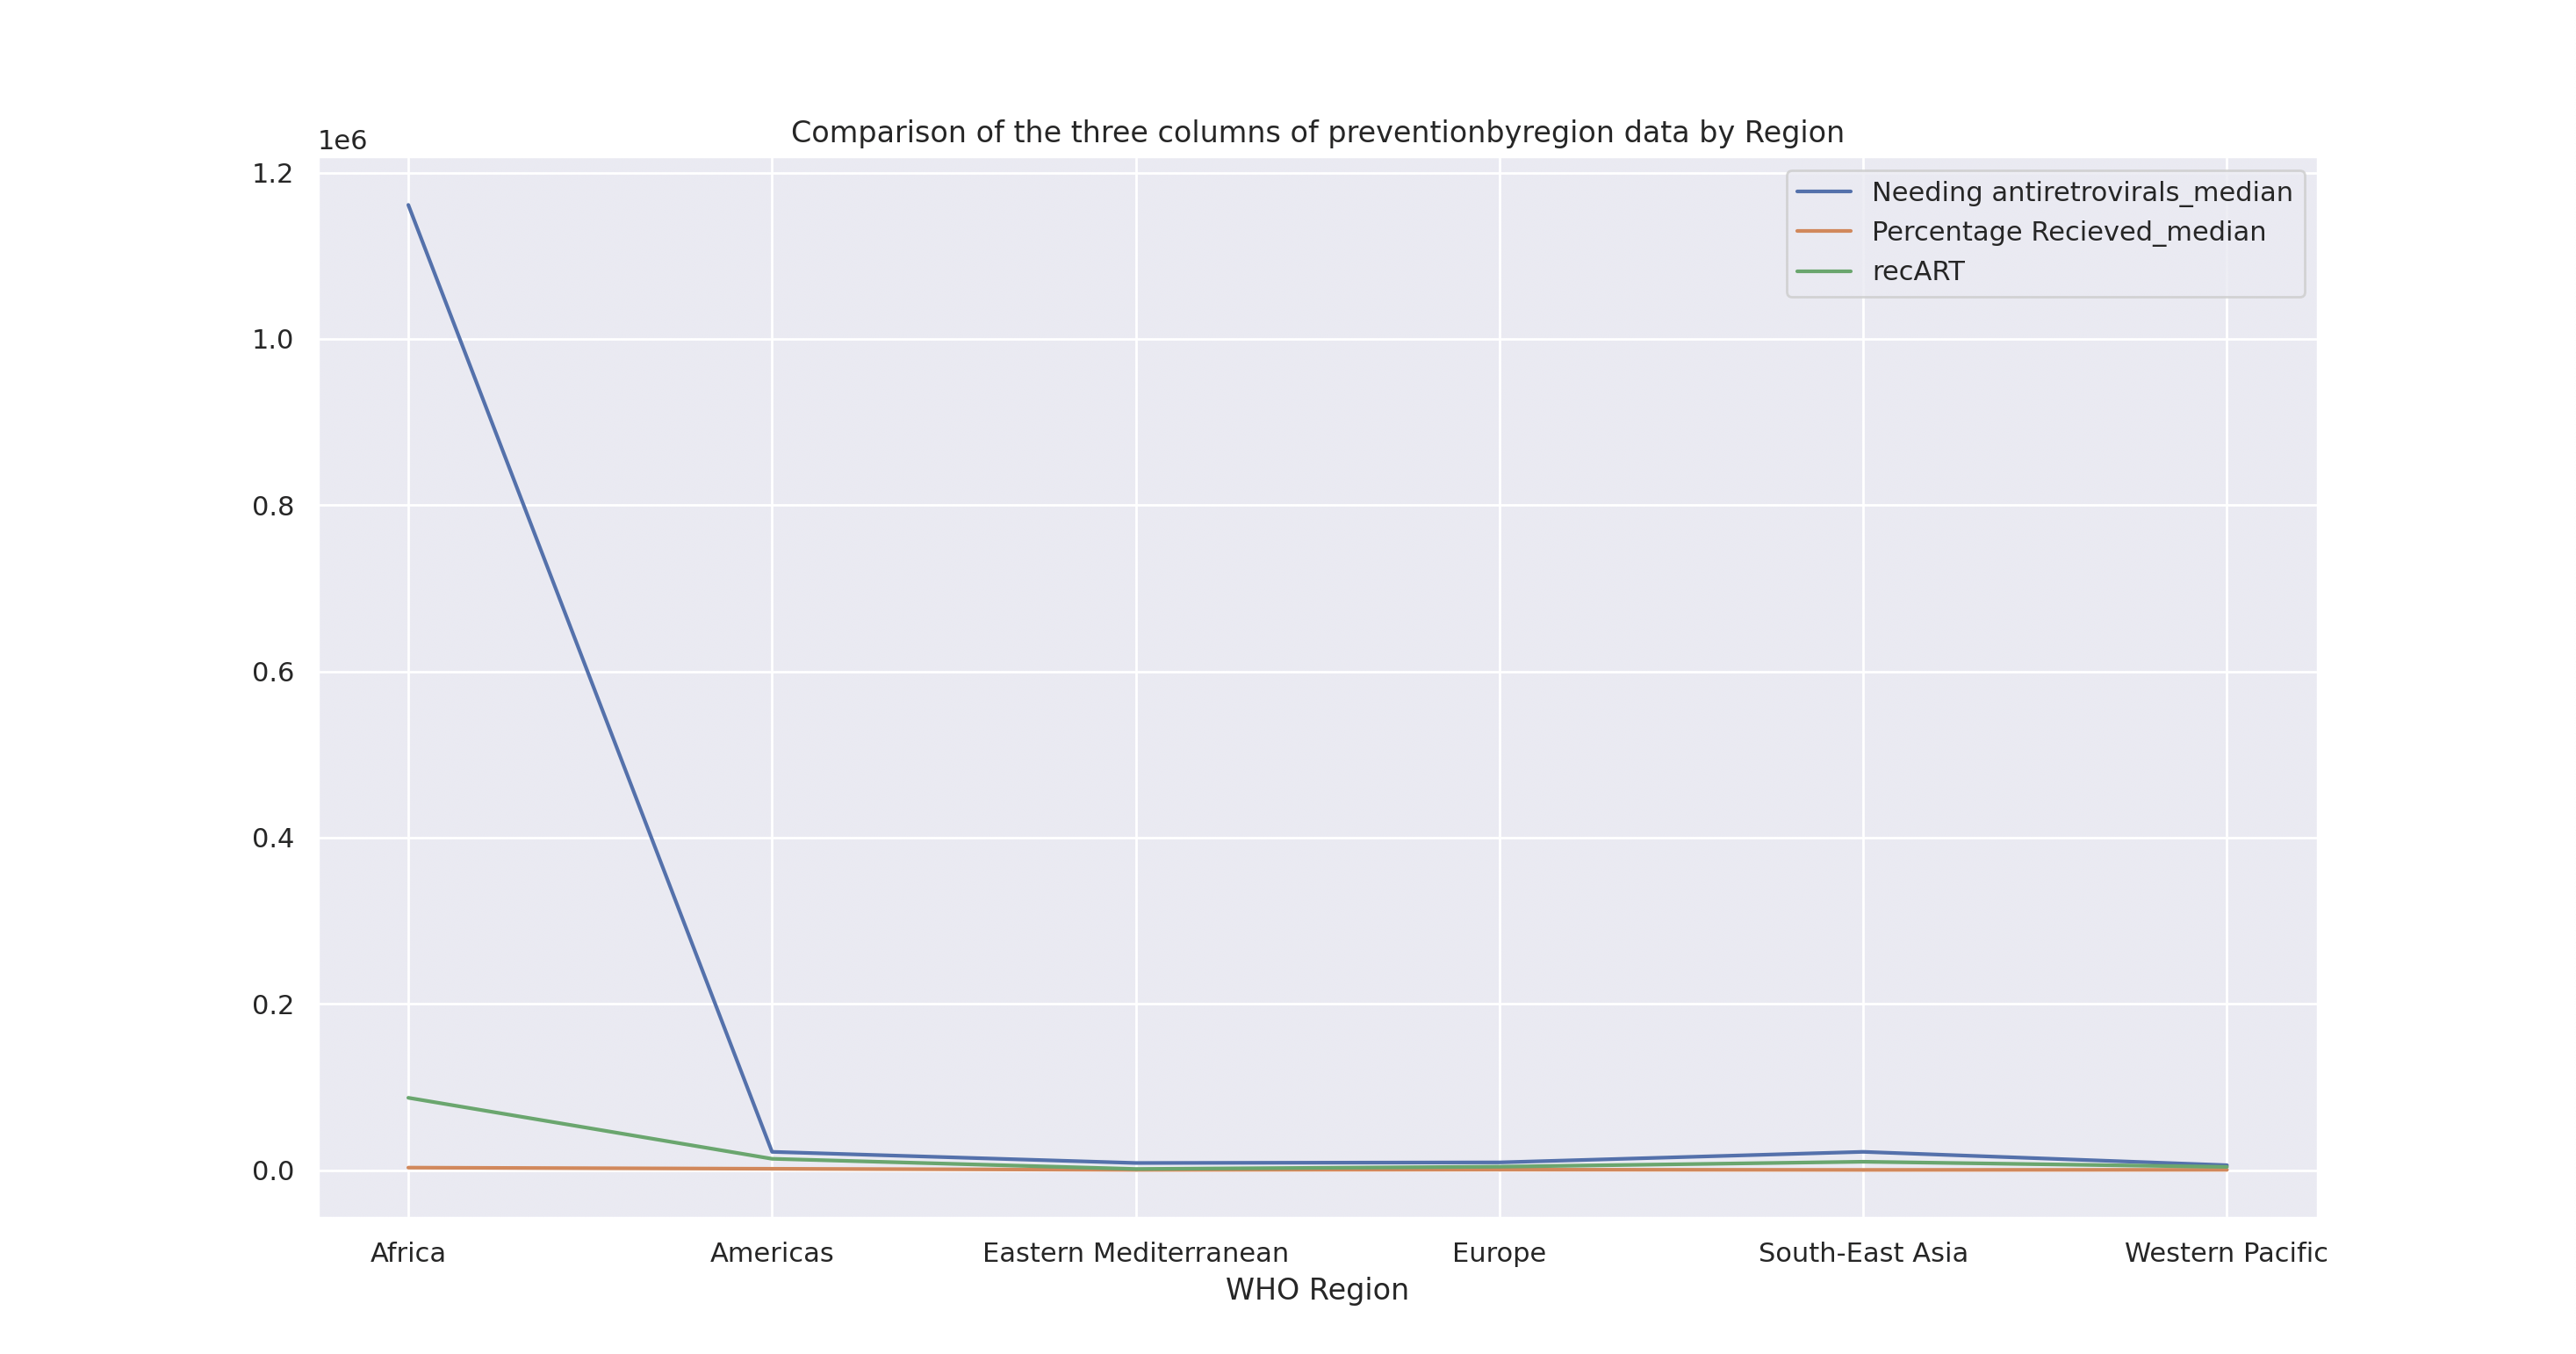 Comparison of the three columns of preventionbyregion data by Region
1e6
1.2
1.0
0.8
0.6
0.4
0.2
0.0
Needing antiretrovirals_median
Percentage Recieved_median
recART
Africa
Americas
Eastern Mediterranean
Europe
South-East Asia
Western Pacific
WHO Region